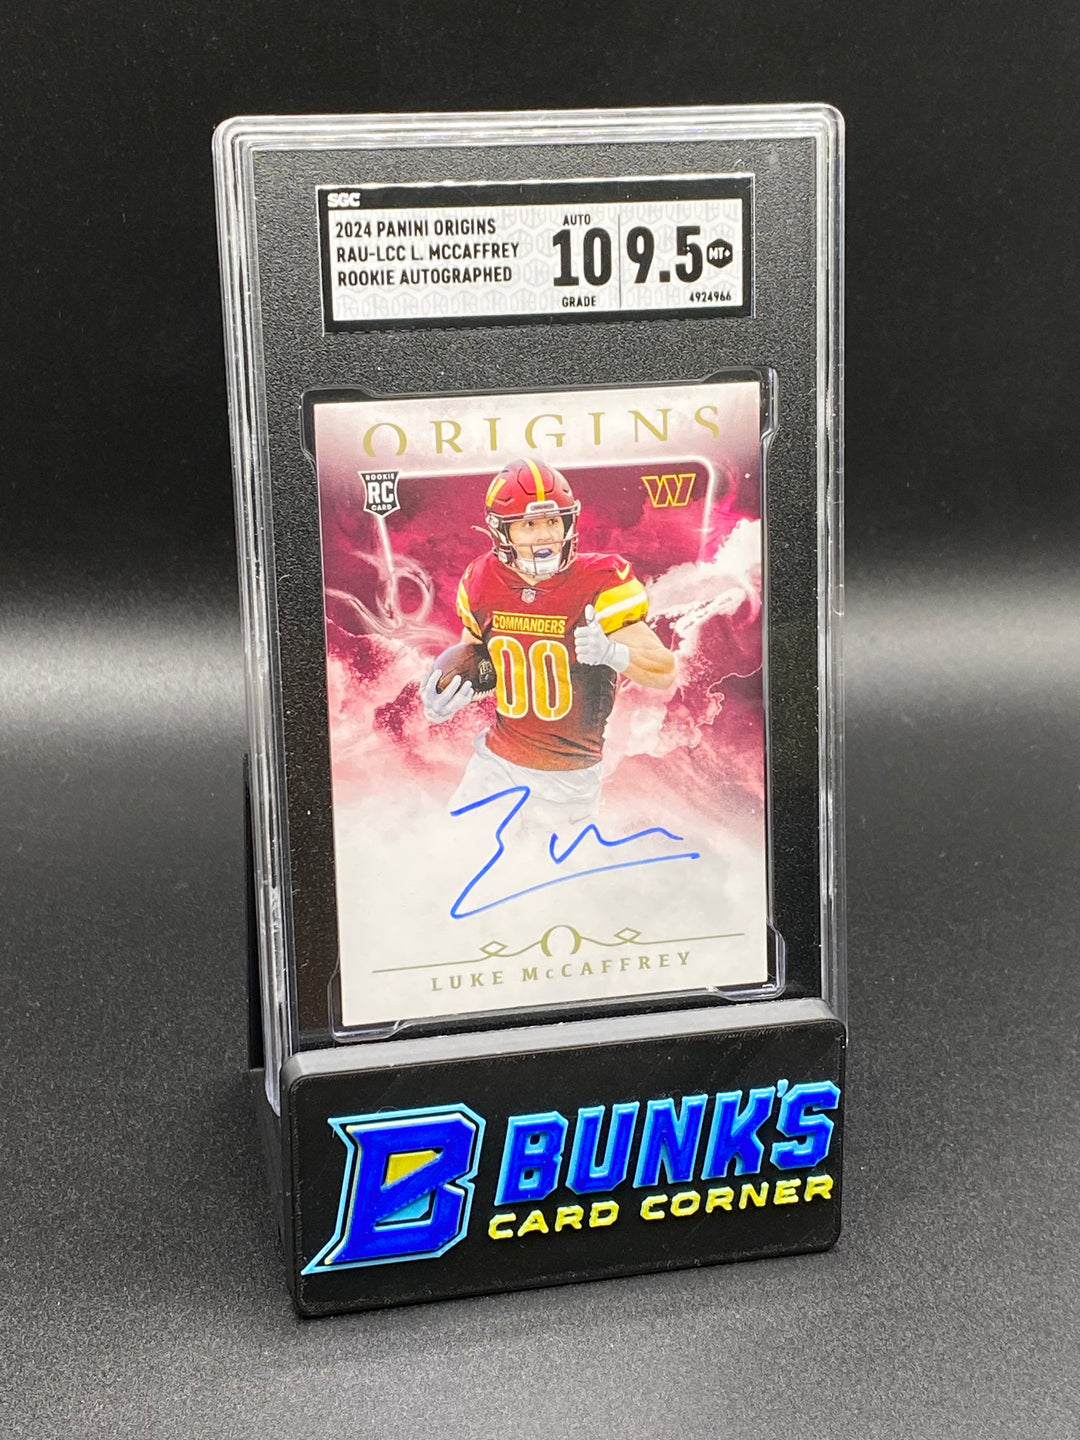 SGC
2024 PANINI ORIGINS
RAU-LCC L. MCCAFFREY
ROOKIE AUTOGRAPHED
AUTO
10
GRADE
9.5
MT+
4924966
ORIGINS
ROOKIE
RC
CARD
W
COMMANDERS
00
LUKE McCAFFREY
B BUNK'S
CARD CORNER